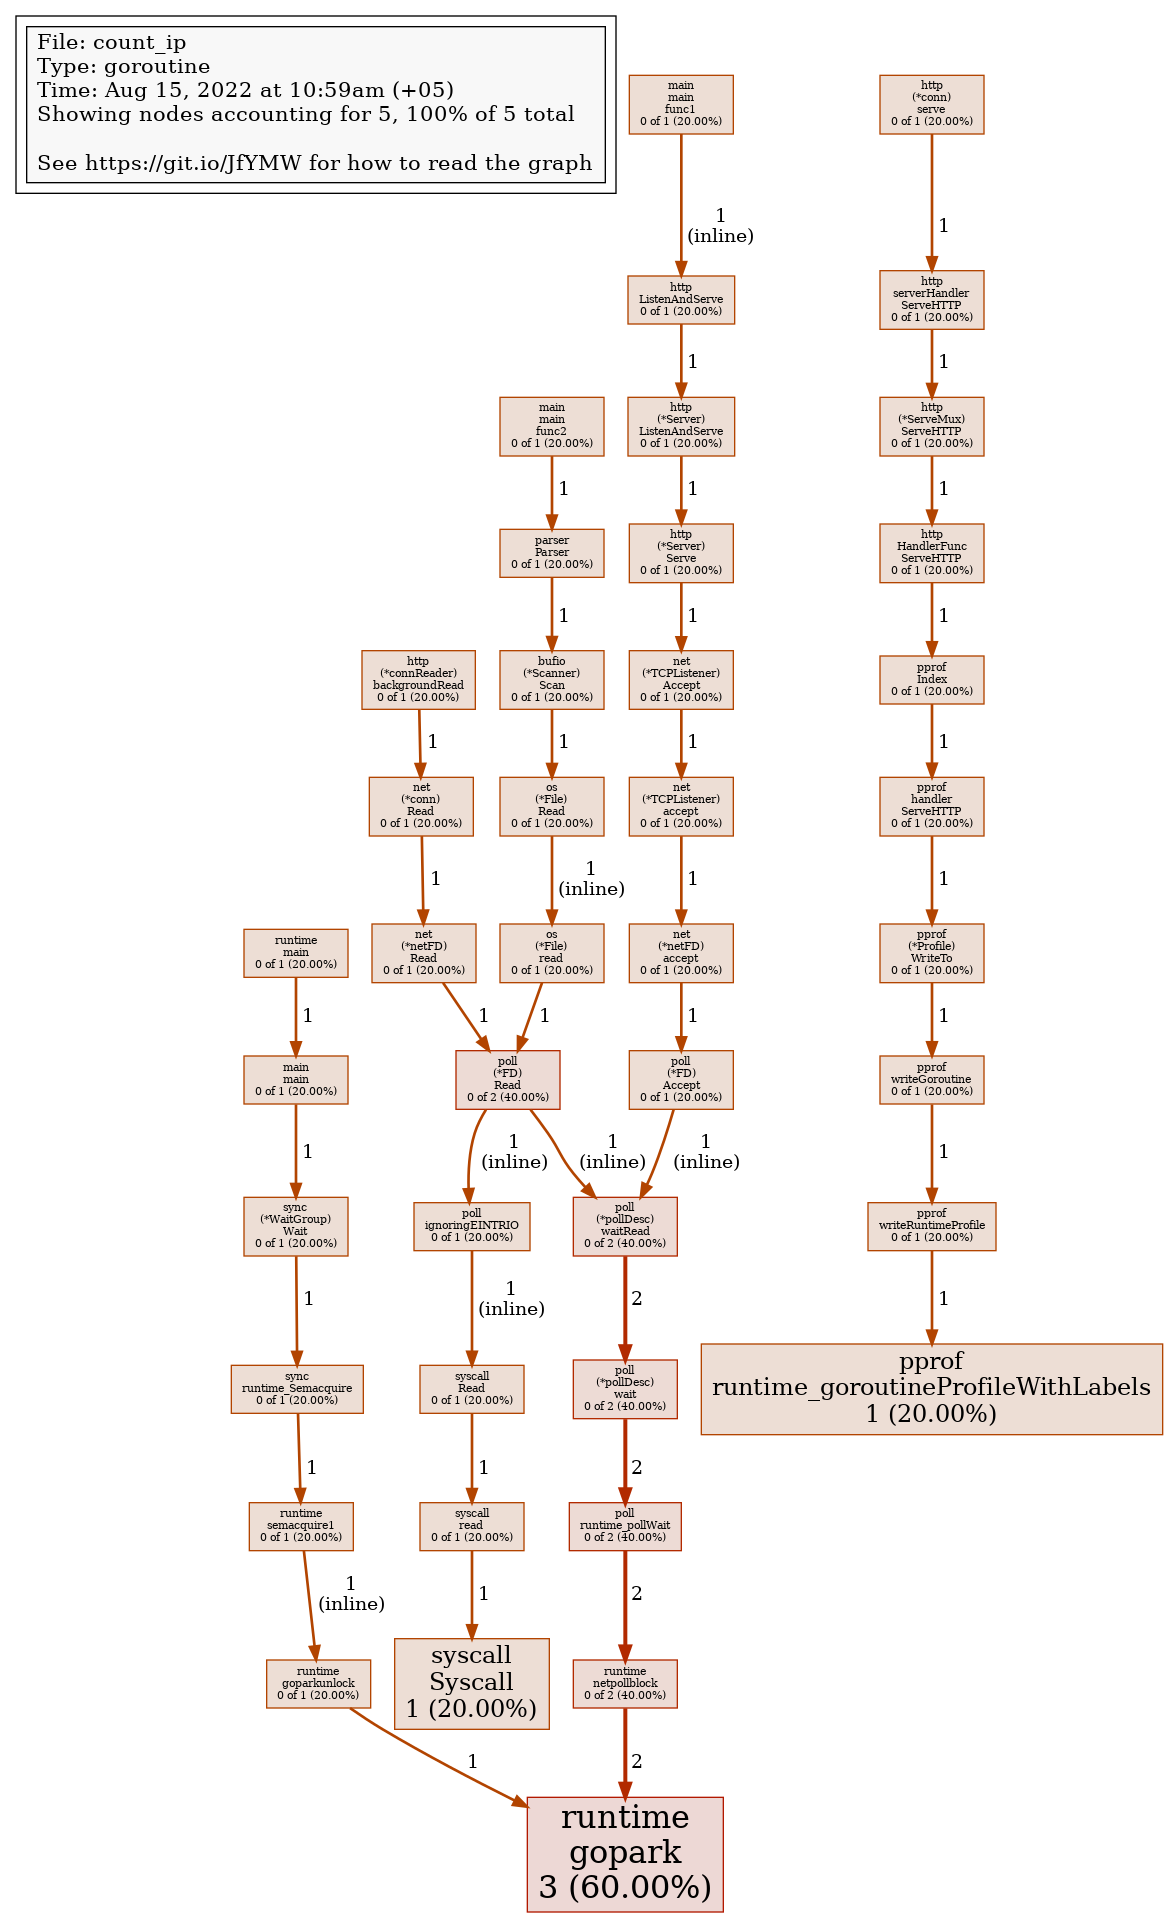 File: count_ip
Type: goroutine
Time: Aug 15, 2022 at 10:59am (+05)
Showing nodes accounting for 5, 100% of 5 total
See https://git.io/JfYMW for how to read the graph
main
main
func1
0 of 1 (20.00%)
http
(*conn)
serve
0 of 1 (20.00%)
1
(inline)
1
http
ListenAndServe
0 of 1 (20.00%)
http
serverHandler
ServeHTTP
0 of 1 (20.00%)
1
1
main
main
func2
0 of 1 (20.00%)
http
(*Server)
ListenAndServe
0 of 1 (20.00%)
http
(*ServeMux)
ServeHTTP
0 of 1 (20.00%)
1
1
1
parser
Parser
0 of 1 (20.00%)
http
(*Server)
Serve
0 of 1 (20.00%)
http
HandlerFunc
ServeHTTP
0 of 1 (20.00%)
1
1
1
http
(*connReader)
backgroundRead
0 of 1 (20.00%)
bufio
(*Scanner)
Scan
0 of 1 (20.00%)
net
(*TCPListener)
Accept
0 of 1 (20.00%)
pprof
Index
0 of 1 (20.00%)
1
1
1
1
net
(*conn)
Read
0 of 1 (20.00%)
os
(*File)
Read
0 of 1 (20.00%)
net
(*TCPListener)
accept
0 of 1 (20.00%)
pprof
handler
ServeHTTP
0 of 1 (20.00%)
1
1
(inline)
1
1
runtime
main
0 of 1 (20.00%)
net
(*netFD)
Read
0 of 1 (20.00%)
os
(*File)
read
0 of 1 (20.00%)
net
(*netFD)
accept
0 of 1 (20.00%)
pprof
(*Profile)
WriteTo
0 of 1 (20.00%)
1
1
1
1
1
main
main
0 of 1 (20.00%)
poll
(*FD)
Read
0 of 2 (40.00%)
poll
(*FD)
Accept
0 of 1 (20.00%)
pprof
writeGoroutine
0 of 1 (20.00%)
1
1
(inline)
1
(inline)
1
(inline)
1
sync
(*WaitGroup)
Wait
0 of 1 (20.00%)
poll
ignoringEINTRIO
0 of 1 (20.00%)
poll
(*pollDesc)
waitRead
0 of 2 (40.00%)
pprof
writeRuntimeProfile
0 of 1 (20.00%)
1
1
(inline)
2
1
sync
runtime_Semacquire
0 of 1 (20.00%)
syscall
Read
0 of 1 (20.00%)
poll
(*pollDesc)
wait
0 of 2 (40.00%)
pprof
runtime_goroutineProfileWithLabels
1 (20.00%)
1
1
2
runtime
semacquire1
0 of 1 (20.00%)
syscall
read
0 of 1 (20.00%)
poll
runtime_pollWait
0 of 2 (40.00%)
1
(inline)
1
2
runtime
goparkunlock
0 of 1 (20.00%)
syscall
Syscall
1 (20.00%)
runtime
netpollblock
0 of 2 (40.00%)
1
2
runtime
gopark
3 (60.00%)